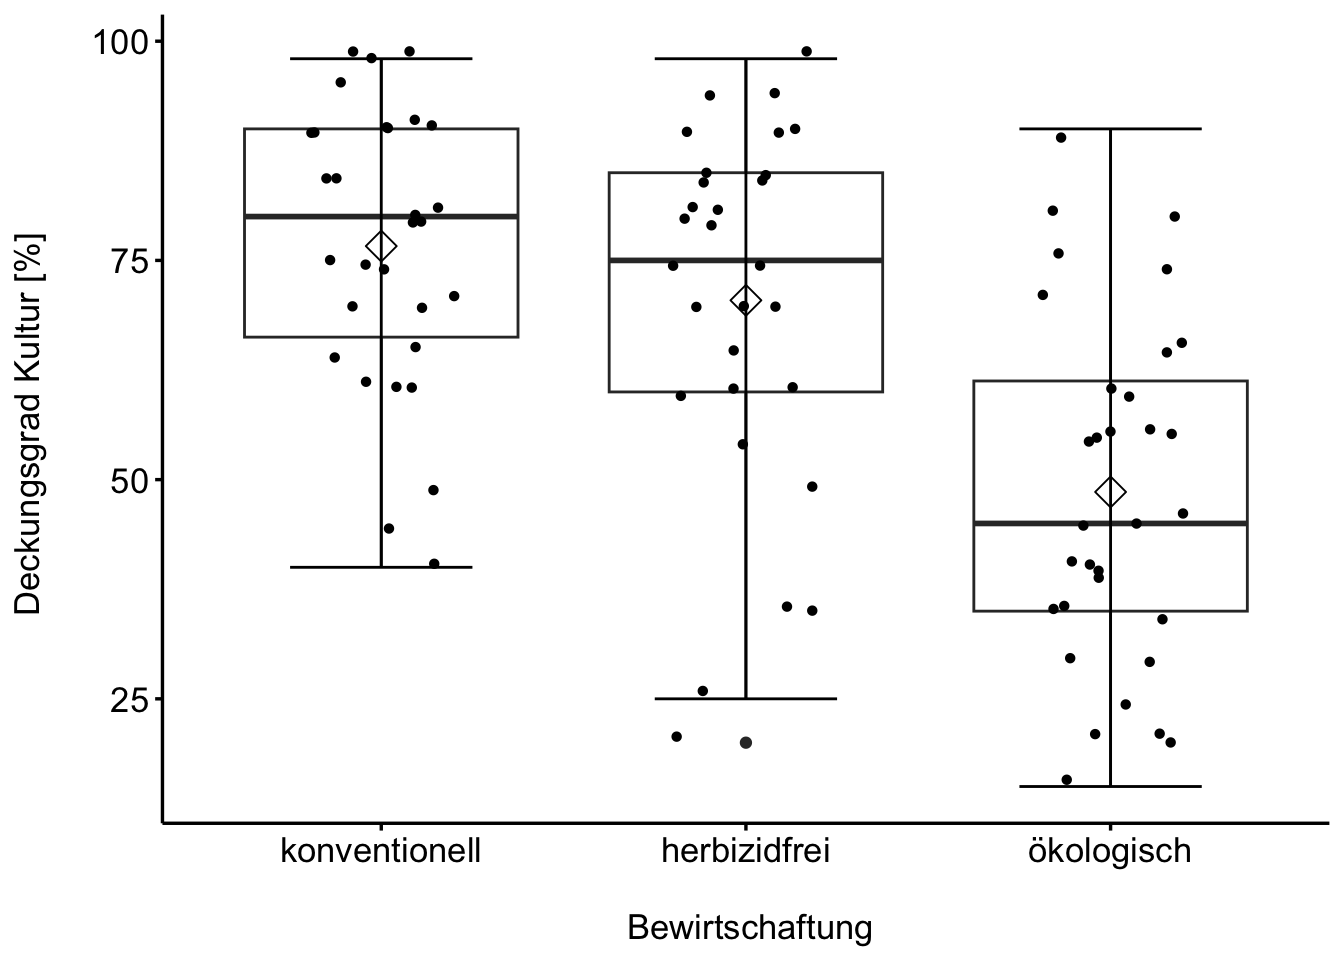 Deckungsgrad Kultur [%]
100
75
50
25
konventionell herbizidfrei ökologisch
Bewirtschaftung